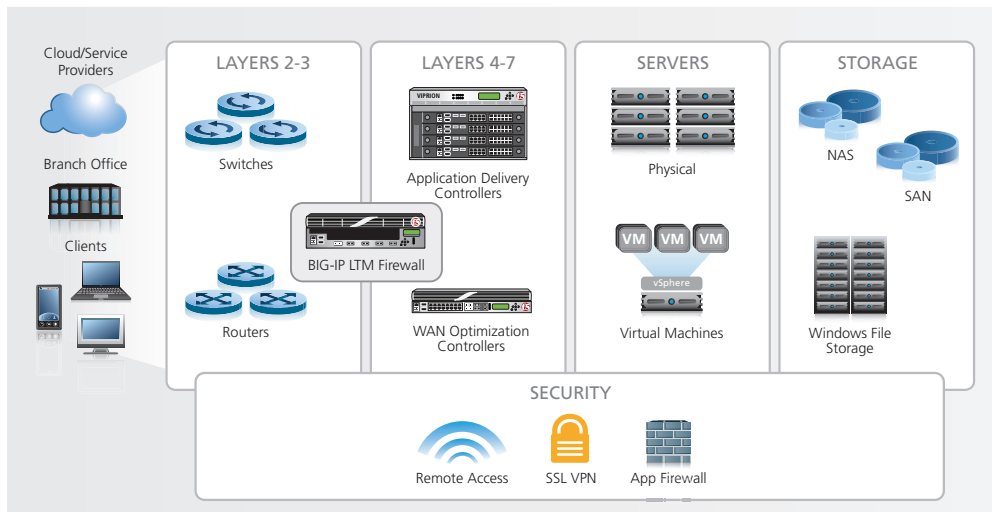 Cloud/Service
Providers
Branch Office
Clients
LAYERS 2-3
Switches
Routers
LAYERS 4-7
VIPRION
Application Delivery
Controllers
BIG-IP LTM Firewall
WAN Optimization
Controllers
SERVERS
Physical
VM VM VM
vSphere
Virtual Machines
STORAGE
NAS
SAN
Windows File
Storage
SECURITY
Remote Access
SSL VPN
App Firewall